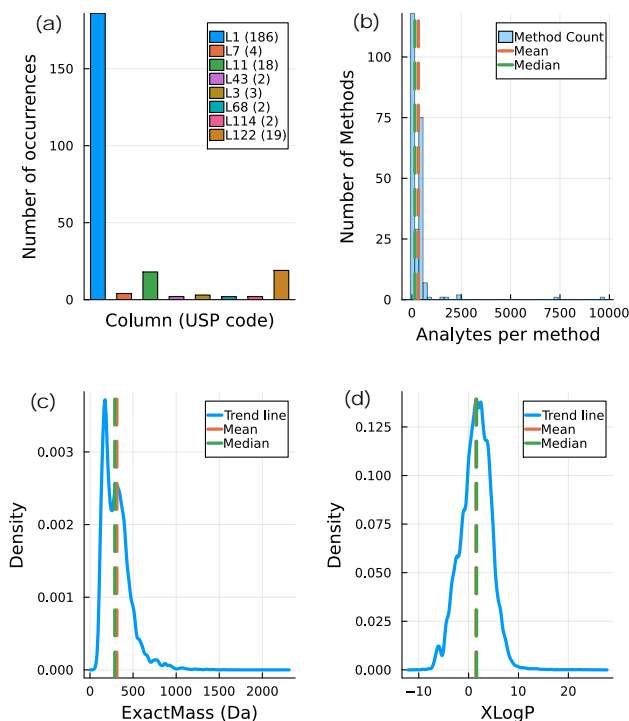 (a)
Number of occurrences
150
100
50
0
L1 (186)
L7 (4)
L11 (18)
L43 (2)
L3 (3)
L68 (2)
L114 (2)
L122 (19)
Column (USP code)
(b)
Number of Methods
100
75
50
25
0
Method Count
Mean
Median
0 2500 5000 7500 10000
Analytes per method
(c)
Density
0.003
0.002
0.001
0.000
Trend line
Mean
Median
0 500 1000 1500 2000
ExactMass (Da)
(d)
Density
0.125
0.100
0.075
0.050
0.025
0.000
Trend line
Mean
Median
−10 0 10 20
XLogP